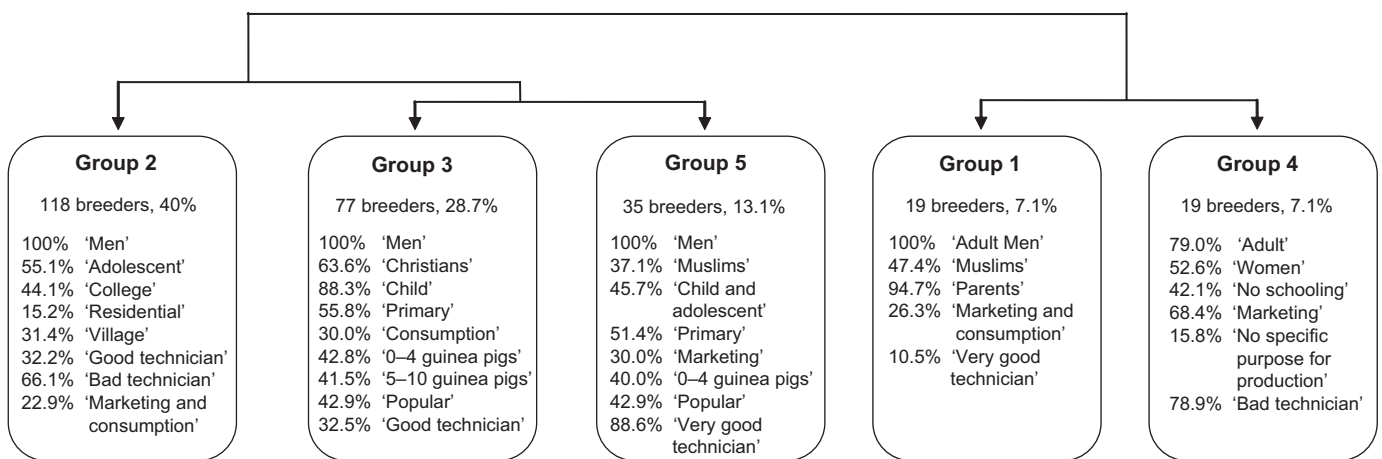 Group 2
118 breeders, 40%
100% 'Men'
55.1% 'Adolescent'
44.1% 'College'
15.2% 'Residential'
31.4% 'Village'
32.2% 'Good technician'
66.1% 'Bad technician'
22.9% 'Marketing and
consumption'
Group 3
77 breeders, 28.7%
100% 'Men'
63.6% 'Christians'
88.3% 'Child'
55.8% 'Primary'
30.0% 'Consumption'
42.8% '0–4 guinea pigs'
41.5% '5–10 guinea pigs'
42.9% 'Popular'
32.5% 'Good technician'
Group 5
35 breeders, 13.1%
100% 'Men'
37.1% 'Muslims'
45.7% 'Child and
adolescent'
51.4% 'Primary'
30.0% 'Marketing'
40.0% '0–4 guinea pigs'
42.9% 'Popular'
88.6% 'Very good
technician'
Group 1
19 breeders, 7.1%
100% 'Adult Men'
47.4% 'Muslims'
94.7% 'Parents'
26.3% 'Marketing and
consumption'
10.5% 'Very good
technician'
Group 4
19 breeders, 7.1%
79.0% 'Adult'
52.6% 'Women'
42.1% 'No schooling'
68.4% 'Marketing'
15.8% 'No specific
purpose for
production'
78.9% 'Bad technician'